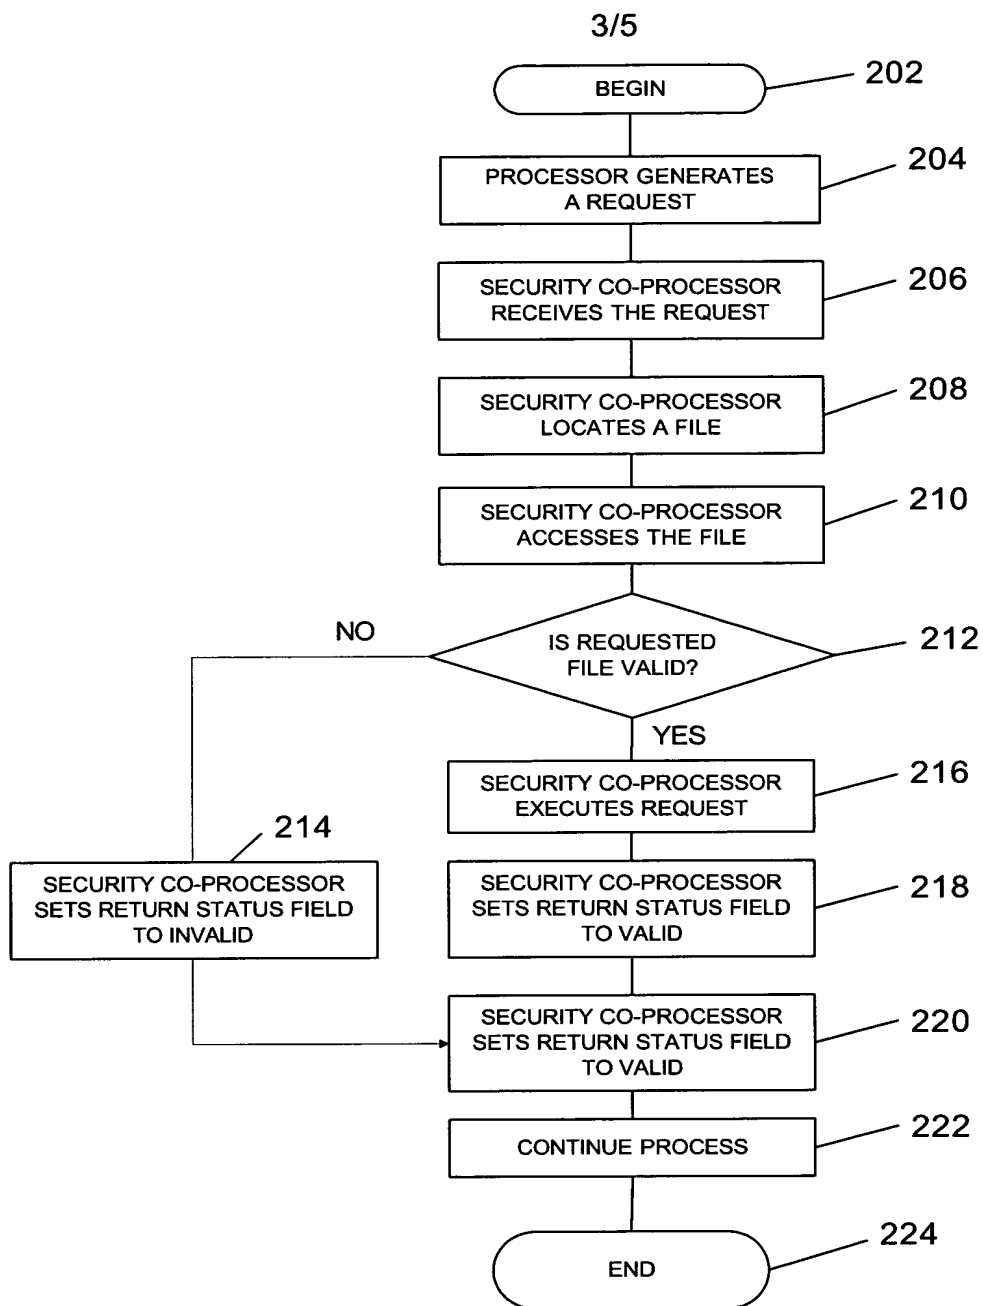 3/5
BEGIN
202
PROCESSOR GENERATES
A REQUEST
204
SECURITY CO-PROCESSOR
RECEIVES THE REQUEST
206
SECURITY CO-PROCESSOR
LOCATES A FILE
208
SECURITY CO-PROCESSOR
ACCESSES THE FILE
210
IS REQUESTED
FILE VALID?
212
NO
YES
SECURITY CO-PROCESSOR
EXECUTES REQUEST
216
214
SECURITY CO-PROCESSOR
SETS RETURN STATUS FIELD
TO INVALID
SECURITY CO-PROCESSOR
SETS RETURN STATUS FIELD
TO VALID
218
SECURITY CO-PROCESSOR
SETS RETURN STATUS FIELD
TO VALID
220
CONTINUE PROCESS
222
END
224